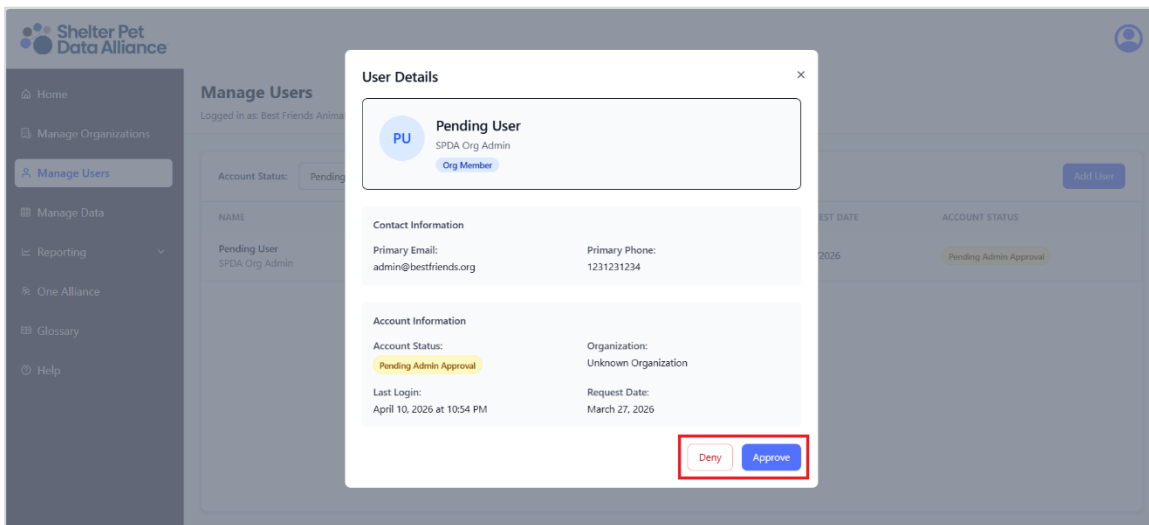 Shelter Pet
Data Alliance
Home
Manage Organizations
Manage Users
Manage Data
Reporting
One Alliance
Glossary
Help
Manage Users
Logged in as: Best Friends Anima
Account Status: Pending
Add User
NAME
EST DATE
ACCOUNT STATUS
Pending User
SPDA Org Admin
2026
Pending Admin Approval
User Details
×
PU
Pending User
SPDA Org Admin
Org Member
Contact Information
Primary Email:
admin@bestfriends.org
Primary Phone:
1231231234
Account Information
Account Status:
Pending Admin Approval
Organization:
Unknown Organization
Last Login:
April 10, 2026 at 10:54 PM
Request Date:
March 27, 2026
Deny
Approve